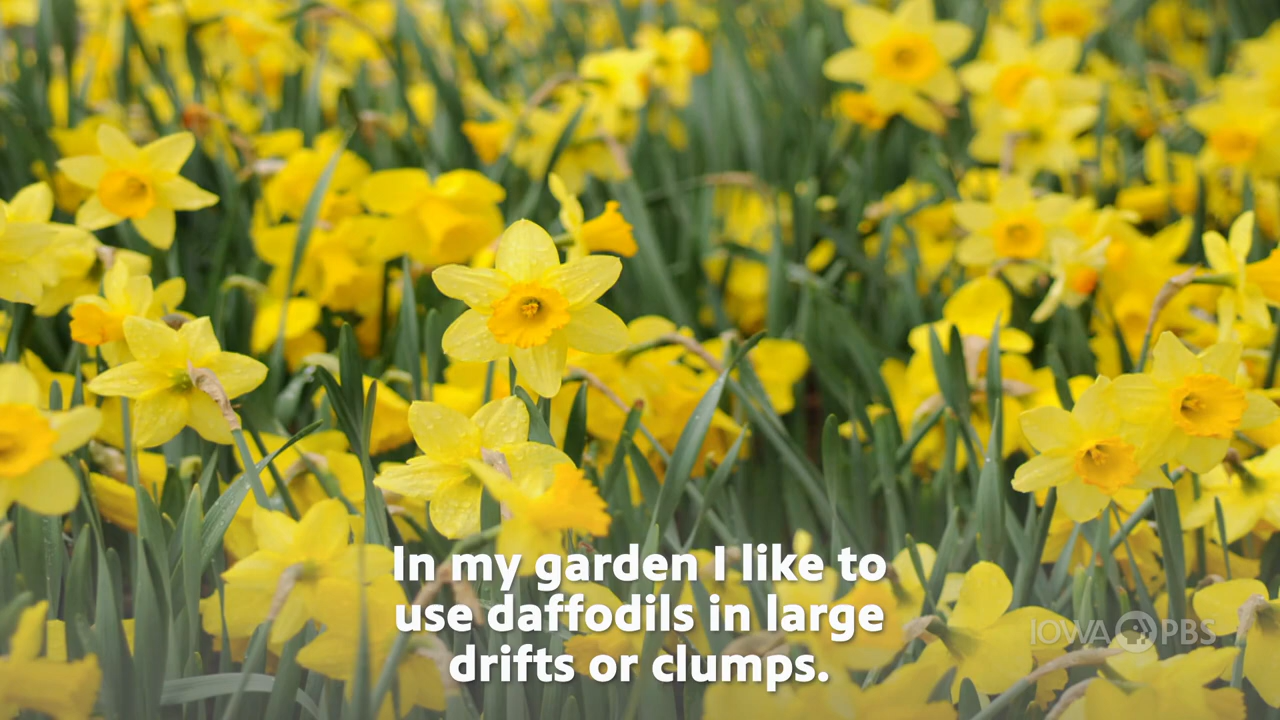 In my garden I like to
use daffodils in large
drifts or clumps.
IOWA PBS